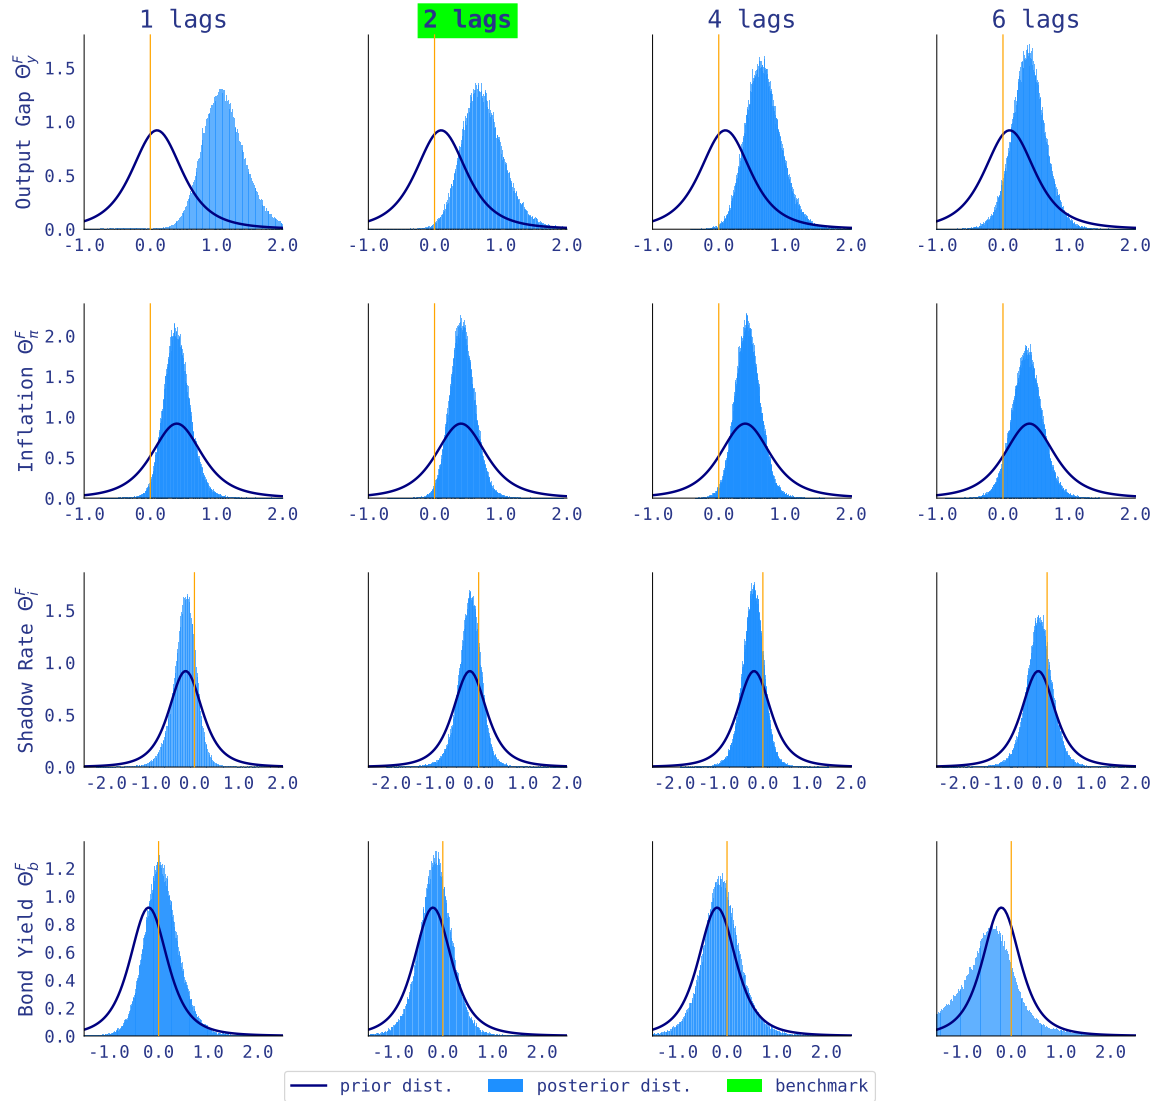 1 lags 2 lags 4 lags 6 lags
Output Gap Θ_y^F
1.5
1.0
0.5
0.0
-1.0 0.0 1.0 2.0 -1.0 0.0 1.0 2.0 -1.0 0.0 1.0 2.0 -1.0 0.0 1.0 2.0
Inflation Θ_π^F
2.0
1.5
1.0
0.5
0.0
-1.0 0.0 1.0 2.0 -1.0 0.0 1.0 2.0 -1.0 0.0 1.0 2.0 -1.0 0.0 1.0 2.0
Shadow Rate Θ_i^F
1.5
1.0
0.5
0.0
-2.0 -1.0 0.0 1.0 2.0 -2.0 -1.0 0.0 1.0 2.0 -2.0 -1.0 0.0 1.0 2.0 -2.0 -1.0 0.0 1.0 2.0
Bond Yield Θ_b^F
1.2
1.0
0.8
0.6
0.4
0.2
0.0
-1.0 0.0 1.0 2.0 -1.0 0.0 1.0 2.0 -1.0 0.0 1.0 2.0 -1.0 0.0 1.0 2.0
prior dist. posterior dist. benchmark